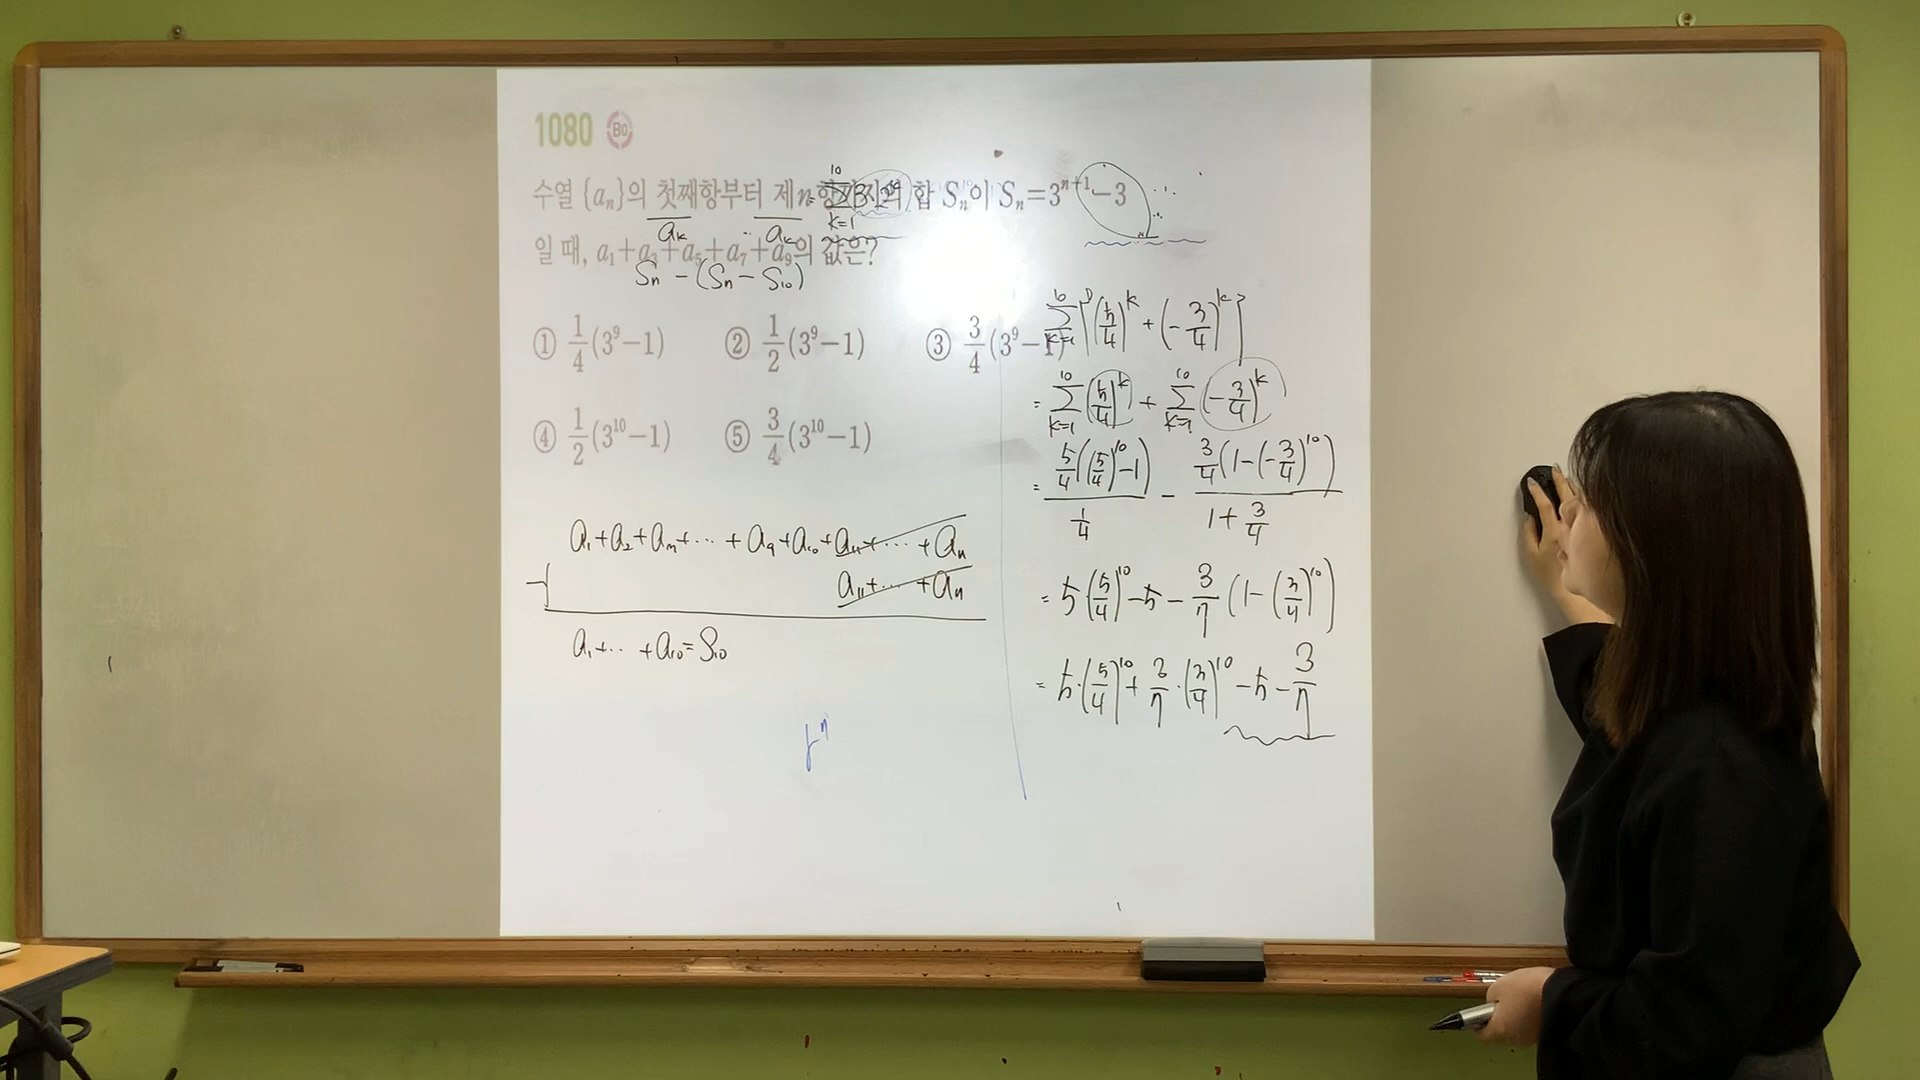 1080
수열 {aₙ}의 첫째항부터 제n항까지의 합 Sₙ이 Sₙ=3ⁿ⁺¹−3
일 때, a₁+a₃+a₅+a₇+a₉의 값은?
① 1/4(3⁹−1) ② 1/2(3⁹−1) ③ 3/4(3⁹−1)
④ 1/2(3¹⁰−1) ⑤ 3/4(3¹⁰−1)
aₖ aₖ
Sₙ − (Sₙ − S₁₀)
a₁+a₂+a₃+⋯+a₉+a₁₀+a₁₁+⋯+aₙ
− a₁₁+⋯+aₙ
a₁+⋯+a₁₀=S₁₀
rⁿ
∑_{k=1}^{10} {(5/4)^k + (−3/4)^k}
= ∑_{k=1}^{10} (5/4)^k + ∑_{k=1}^{10} (−3/4)^k
= 5/4((5/4)¹⁰−1) / 1/4 − 3/4(1−(−3/4)¹⁰) / 1+3/4
= 5(5/4)¹⁰−5−3/7(1−(3/4)¹⁰)
= 5·(5/4)¹⁰+3/7·(3/4)¹⁰−5−3/7